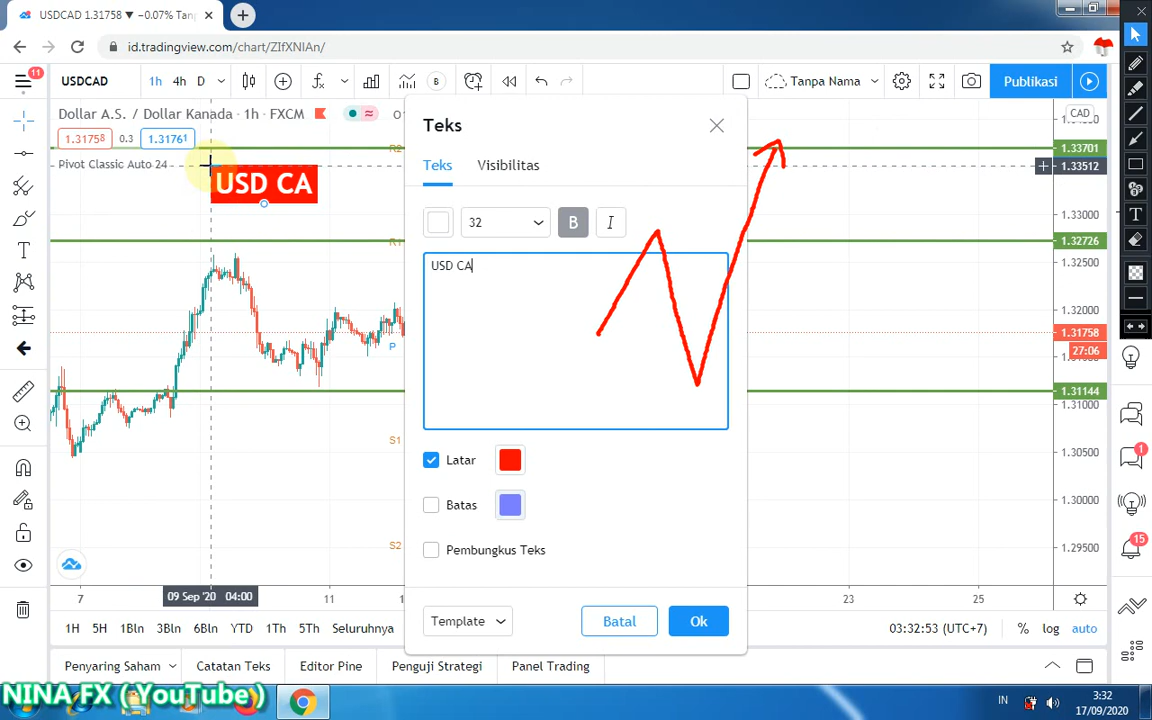 USDCAD 1.31758 ▼ −0.07% Tan
id.tradingview.com/chart/ZIfXNIAn/
11
USDCAD 1h 4h D B Tanpa Nama Publikasi
Dollar A.S. / Dollar Kanada · 1h · FXCM O
CAD
1.31758 0.3 1.31761
Pivot Classic Auto 24
USD CA
R2
R1
P
S1
S2
Teks
Teks Visibilitas
32 B I
USD CA
Latar
Batas
Pembungkus Teks
Template Batal Ok
1.33701
1.33512
1.33000
1.32726
1.32500
1.32000
1.31758
27:06
1.31144
1.31000
1.30500
1.30000
1.29500
1
15
7 09 Sep '20 04:00 11 23 25
1H 5H 1Bln 3Bln 6Bln YTD 1Th 5Th Seluruhnya 03:32:53 (UTC+7) % log auto
Penyaring Saham Catatan Teks Editor Pine Penguji Strategi Panel Trading
NINA FX (YouTube)
IN 3:32
17/09/2020